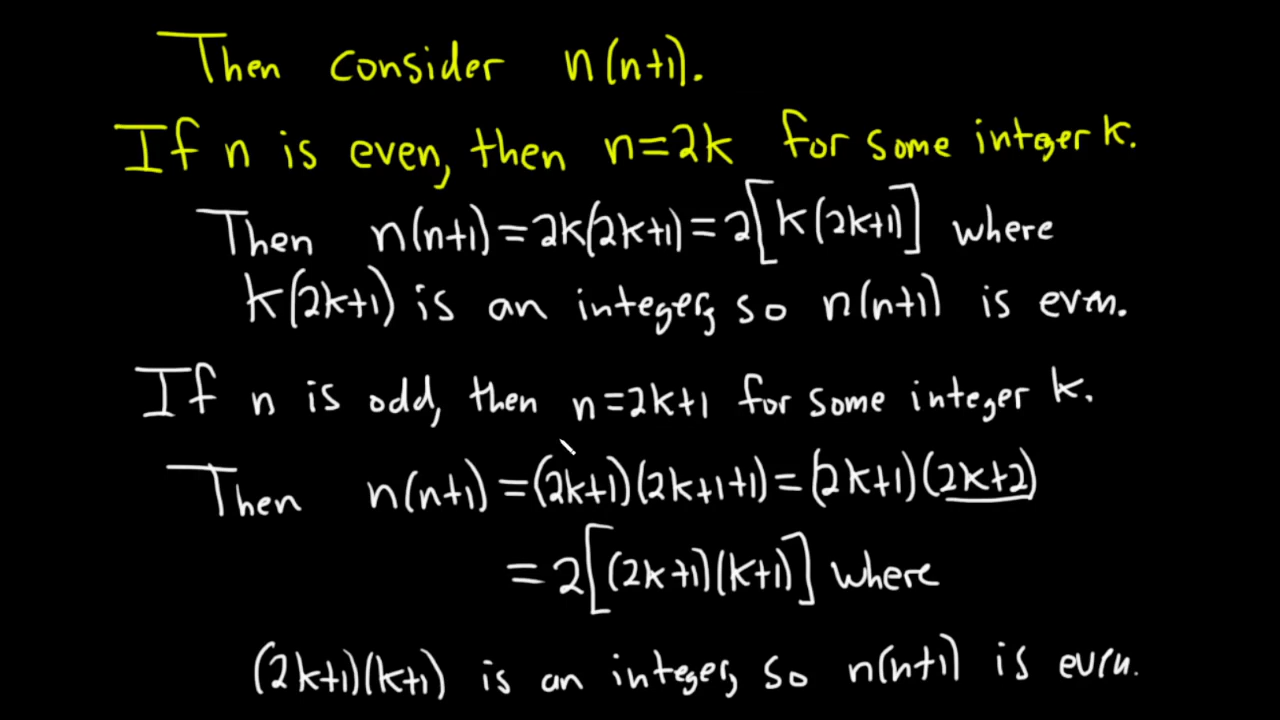 Then consider n(n+1).
If n is even, then n=2k for some integer k.
Then n(n+1)=2k(2k+1)=2[k(2k+1)] where
k(2k+1) is an integer, so n(n+1) is even.
If n is odd, then n=2k+1 for some integer k.
Then n(n+1)=(2k+1)(2k+1+1)=(2k+1)(2k+2)
=2[(2k+1)(k+1)] where
(2k+1)(k+1) is an integer, so n(n+1) is even.